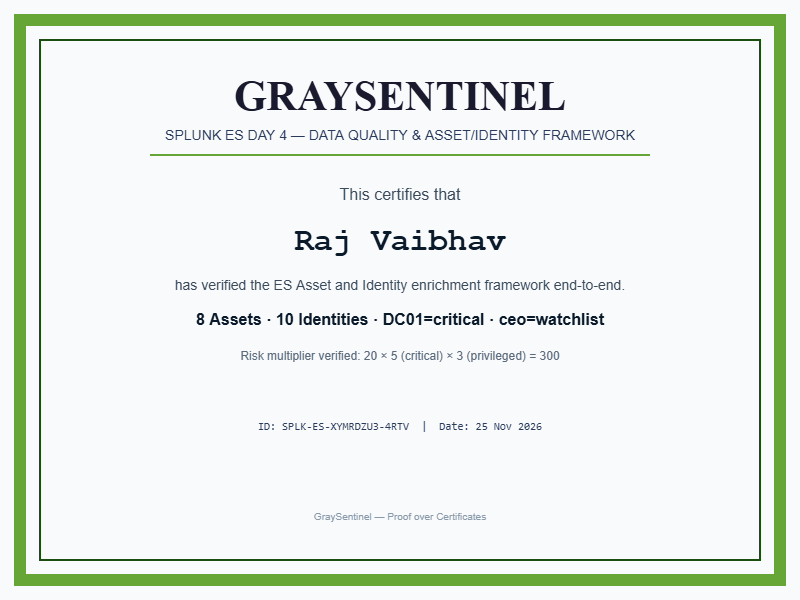 GRAYSENTINEL
SPLUNK ES DAY 4 — DATA QUALITY & ASSET/IDENTITY FRAMEWORK
This certifies that
Raj Vaibhav
has verified the ES Asset and Identity enrichment framework end-to-end.
8 Assets · 10 Identities · DC01=critical · ceo=watchlist
Risk multiplier verified: 20 × 5 (critical) × 3 (privileged) = 300
ID: SPLK-ES-XYMRDZU3-4RTV | Date: 25 Nov 2026
GraySentinel — Proof over Certificates